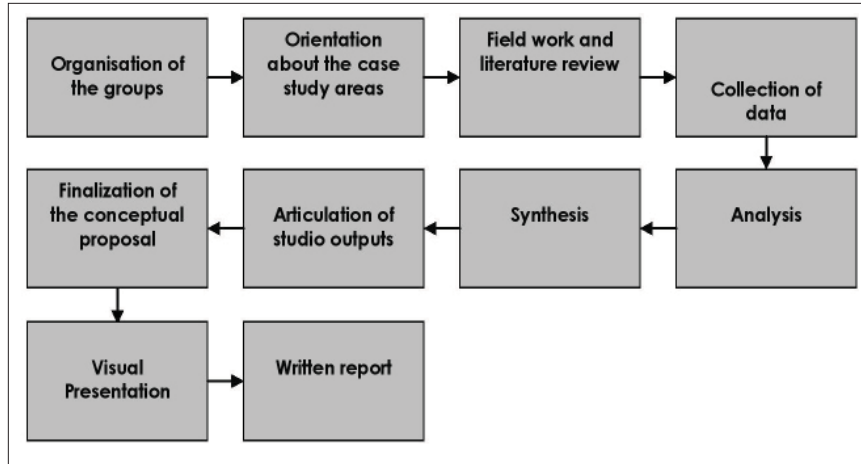 Organisation of
the groups
Orientation
about the case
study areas
Field work and
literature review
Collection of
data
Finalization of
the conceptual
proposal
Articulation of
studio outputs
Synthesis
Analysis
Visual
Presentation
Written report